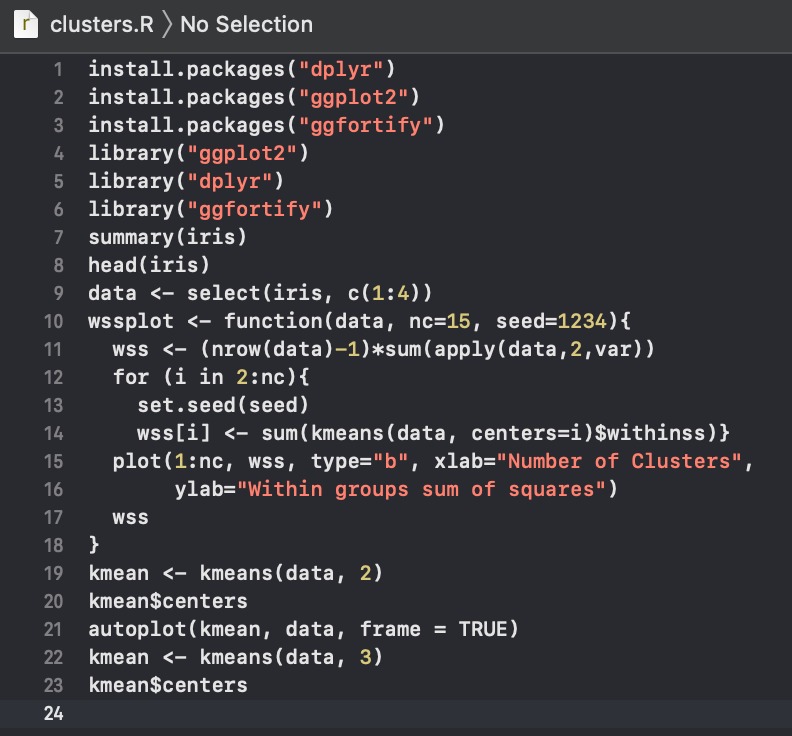 r clusters.R 〉 No Selection
1 install.packages("dplyr")
2 install.packages("ggplot2")
3 install.packages("ggfortify")
4 library("ggplot2")
5 library("dplyr")
6 library("ggfortify")
7 summary(iris)
8 head(iris)
9 data <- select(iris, c(1:4))
10 wssplot <- function(data, nc=15, seed=1234){
11   wss <- (nrow(data)-1)*sum(apply(data,2,var))
12   for (i in 2:nc){
13     set.seed(seed)
14     wss[i] <- sum(kmeans(data, centers=i)$withinss)}
15   plot(1:nc, wss, type="b", xlab="Number of Clusters",
16        ylab="Within groups sum of squares")
17   wss
18 }
19 kmean <- kmeans(data, 2)
20 kmean$centers
21 autoplot(kmean, data, frame = TRUE)
22 kmean <- kmeans(data, 3)
23 kmean$centers
24